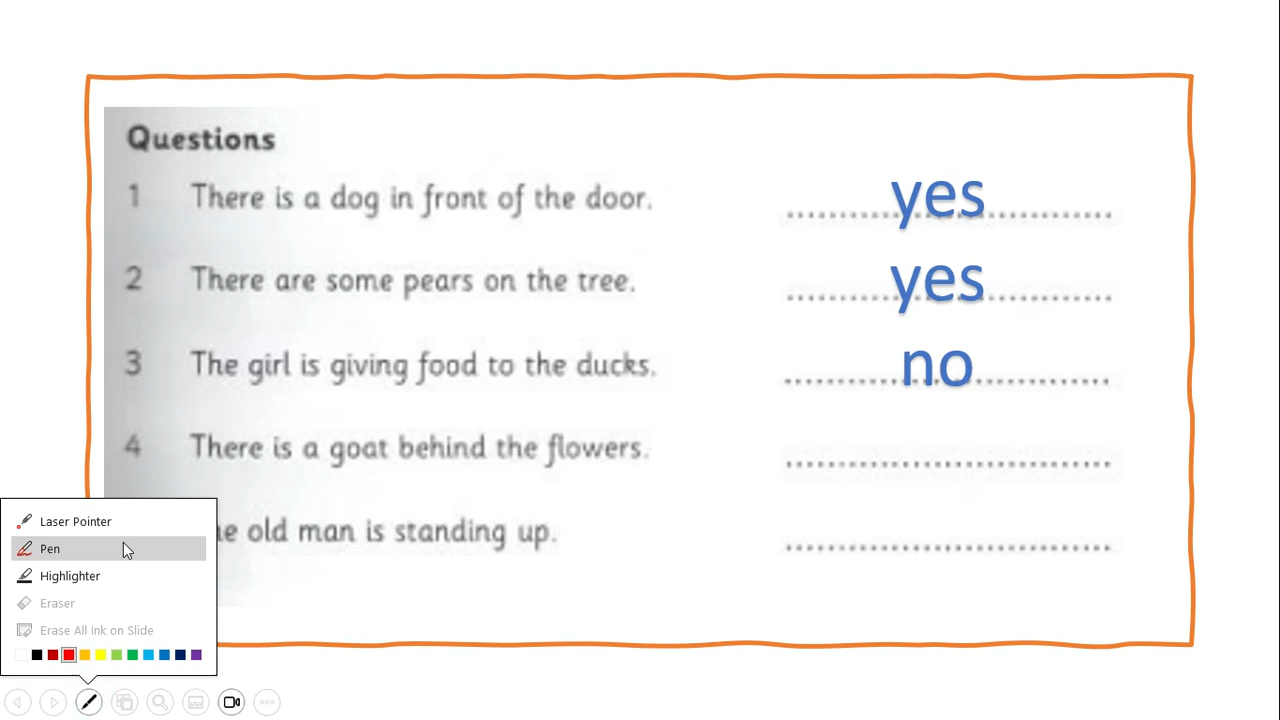 Questions
1 There is a dog in front of the door. yes
2 There are some pears on the tree. yes
3 The girl is giving food to the ducks. no
4 There is a goat behind the flowers.
old man is standing up.
Laser Pointer
Pen
Highlighter
Eraser
Erase All Ink on Slide